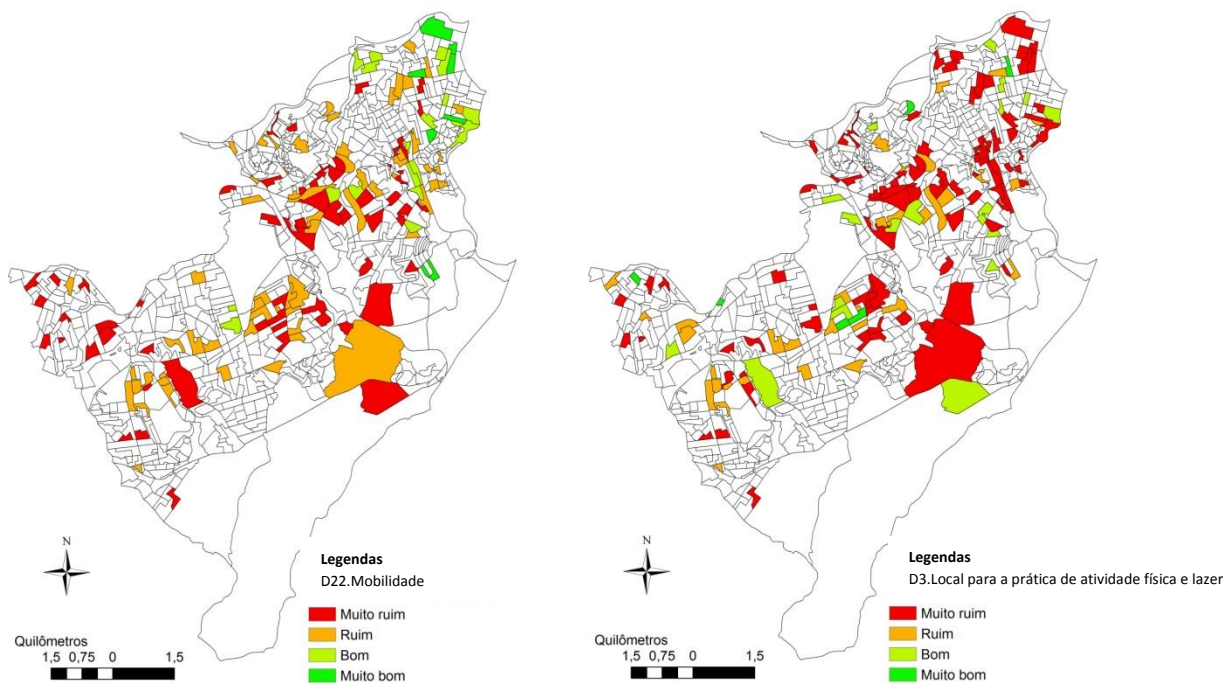 N
Legendas
D22.Mobilidade
Muito ruim
Ruim
Bom
Muito bom
Quilômetros
1,5 0,75 0 1,5
N
Legendas
D3.Local para a prática de atividade física e lazer
Muito ruim
Ruim
Bom
Muito bom
Quilômetros
1,5 0,75 0 1,5